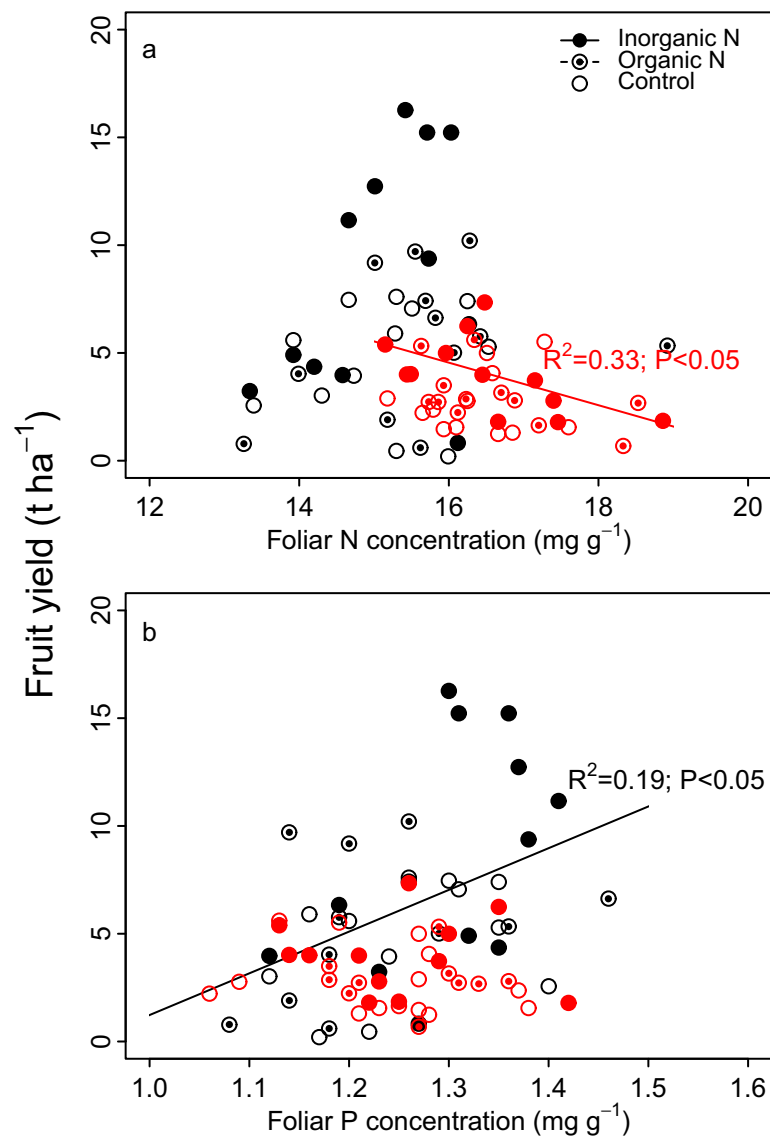 a
Inorganic N
Organic N
Control
20
15
10
5
0
R²=0.33; P<0.05
12 14 16 18 20
Foliar N concentration (mg g⁻¹)
Fruit yield (t ha⁻¹)
b
20
15
10
5
0
R²=0.19; P<0.05
1.0 1.1 1.2 1.3 1.4 1.5 1.6
Foliar P concentration (mg g⁻¹)